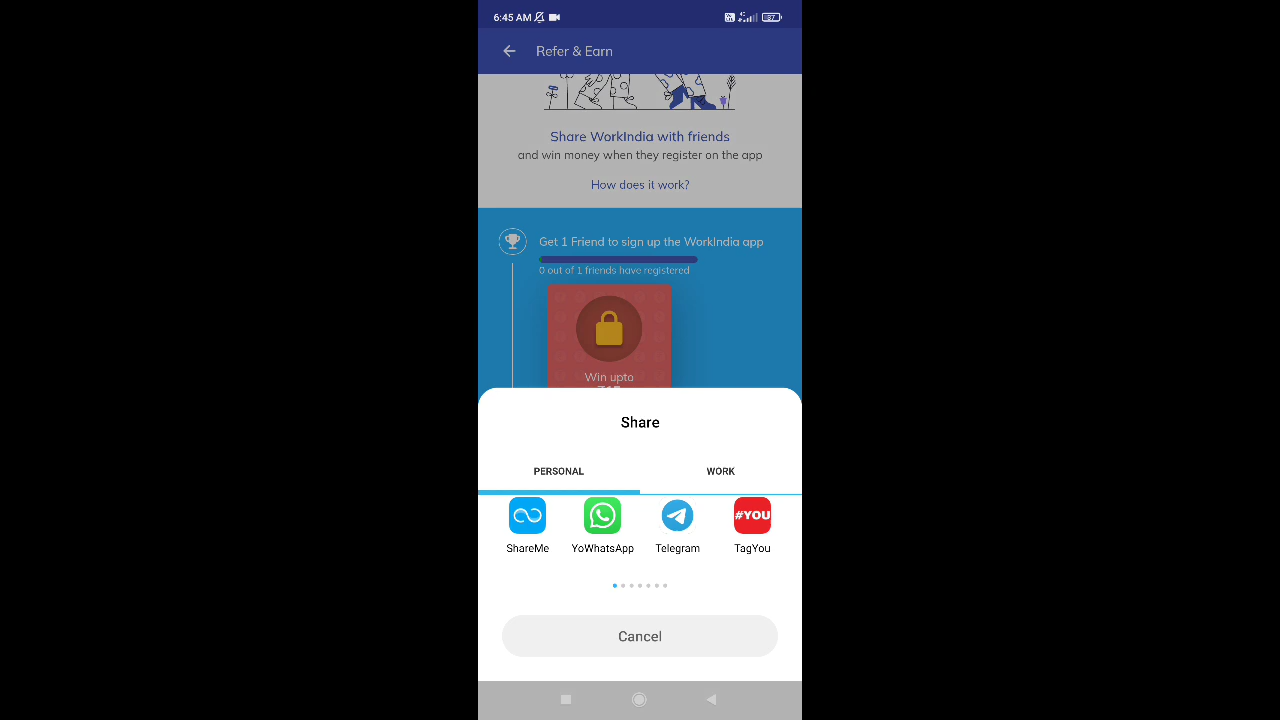 6:45 AM
87
Refer & Earn
Share WorkIndia with friends
and win money when they register on the app
How does it work?
Get 1 Friend to sign up the WorkIndia app
0 out of 1 friends have registered
Win upto
Share
PERSONAL WORK
#YOU
ShareMe YoWhatsApp Telegram TagYou
Cancel